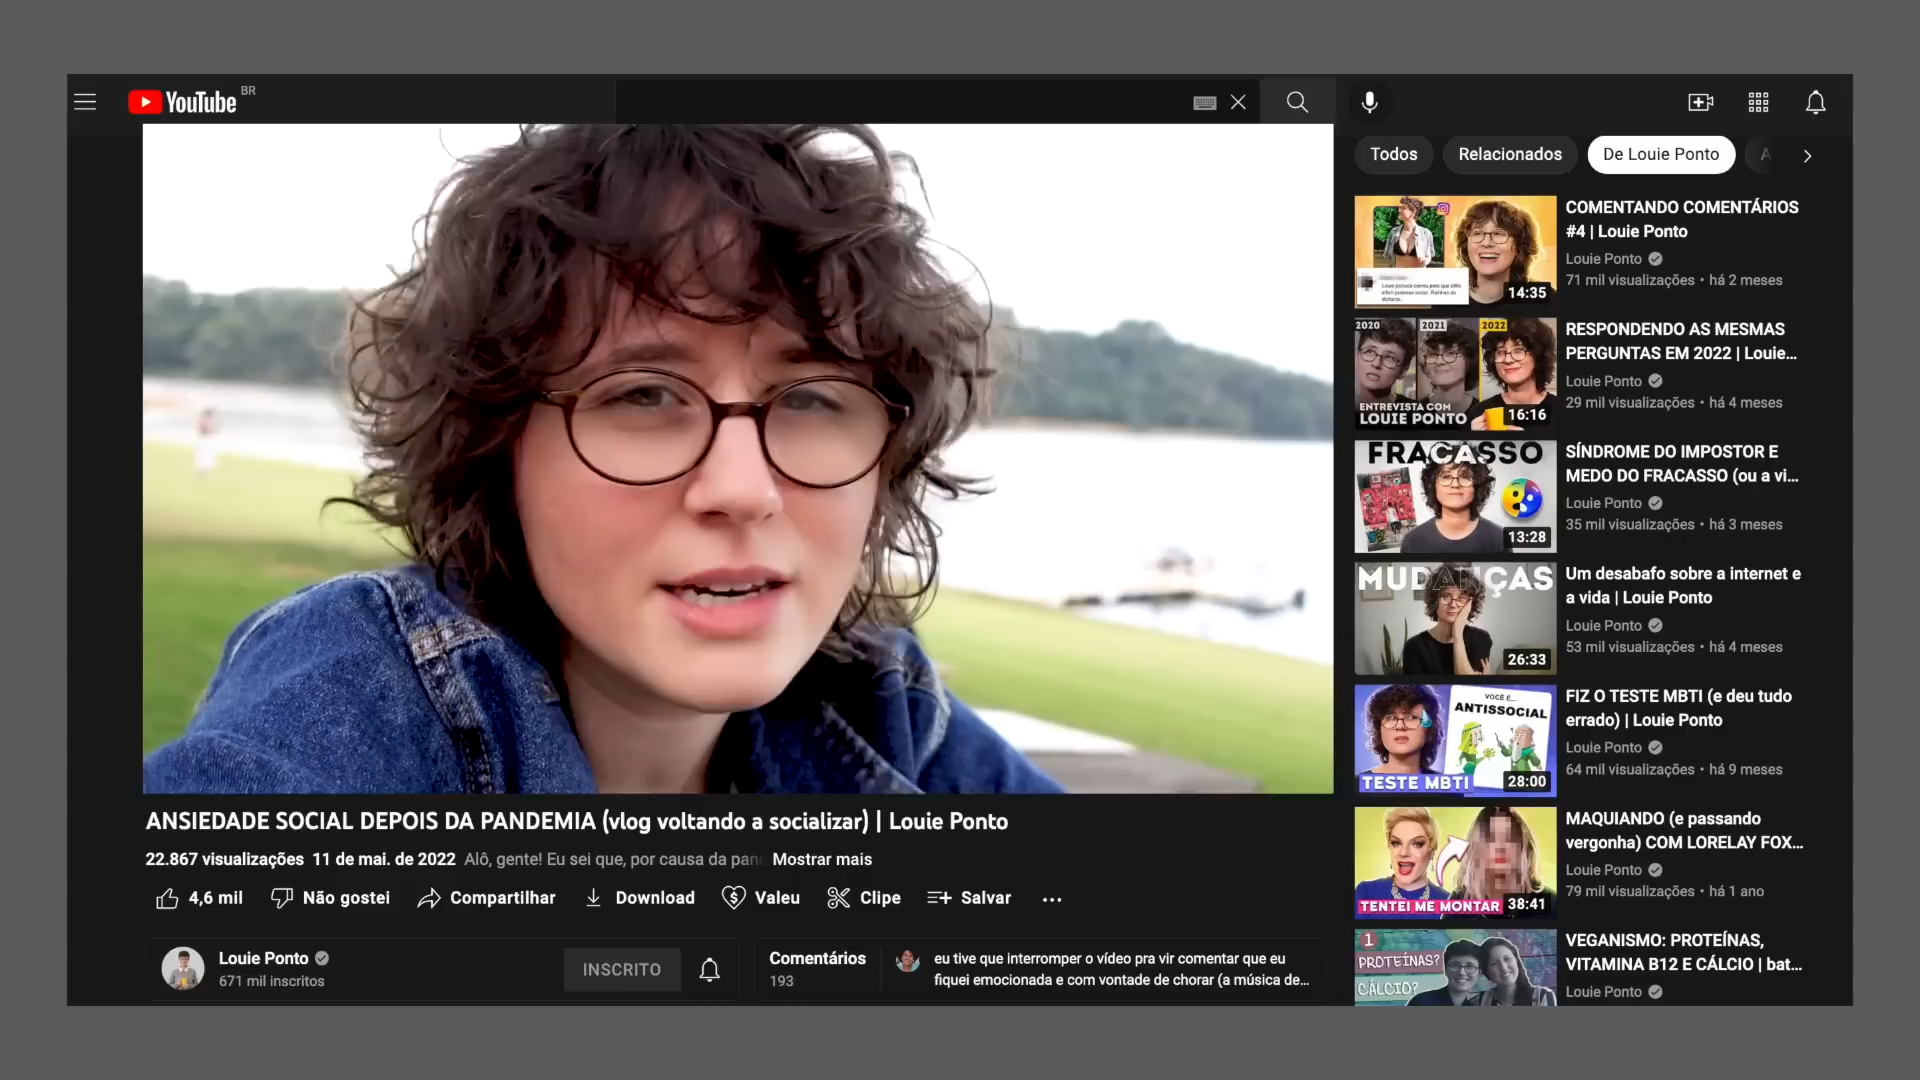 YouTube BR
Todos Relacionados De Louie Ponto A
COMENTANDO COMENTÁRIOS
#4 | Louie Ponto
Louie Ponto
71 mil visualizações • há 2 meses
14:35
2020 2021 2022
ENTREVISTA COM
LOUIE PONTO
16:16
RESPONDENDO AS MESMAS
PERGUNTAS EM 2022 | Louie...
Louie Ponto
29 mil visualizações • há 4 meses
FRACASSO
13:28
SÍNDROME DO IMPOSTOR E
MEDO DO FRACASSO (ou a vi...
Louie Ponto
35 mil visualizações • há 3 meses
MUDANÇAS
26:33
Um desabafo sobre a internet e
a vida | Louie Ponto
Louie Ponto
53 mil visualizações • há 4 meses
VOCÊ É...
ANTISSOCIAL
TESTE MBTI
28:00
FIZ O TESTE MBTI (e deu tudo
errado) | Louie Ponto
Louie Ponto
64 mil visualizações • há 9 meses
TENTEI ME MONTAR
38:41
MAQUIANDO (e passando
vergonha) COM LORELAY FOX...
Louie Ponto
79 mil visualizações • há 1 ano
1
PROTEÍNAS?
CÁLCIO?
VEGANISMO: PROTEÍNAS,
VITAMINA B12 E CÁLCIO | bat...
Louie Ponto
ANSIEDADE SOCIAL DEPOIS DA PANDEMIA (vlog voltando a socializar) | Louie Ponto
22.867 visualizações 11 de mai. de 2022 Alô, gente! Eu sei que, por causa da pan Mostrar mais
4,6 mil Não gostei Compartilhar Download Valeu Clipe Salvar ...
Louie Ponto
671 mil inscritos
INSCRITO
Comentários
193
eu tive que interromper o vídeo pra vir comentar que eu
fiquei emocionada e com vontade de chorar (a música de...